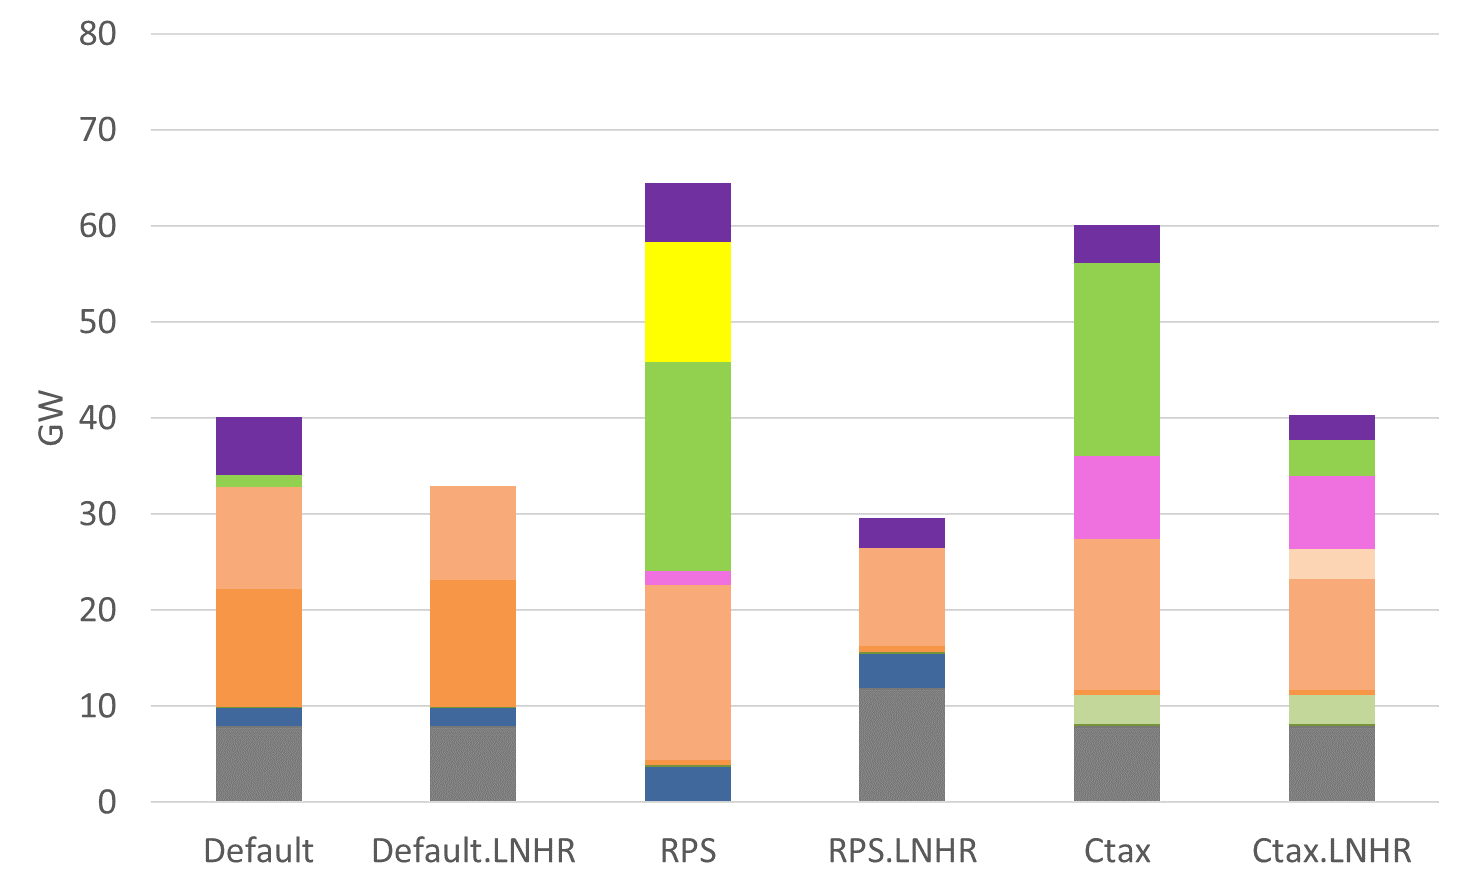 80
70
60
50
40
30
20
10
0
GW
Default
Default.LNHR
RPS
RPS.LNHR
Ctax
Ctax.LNHR